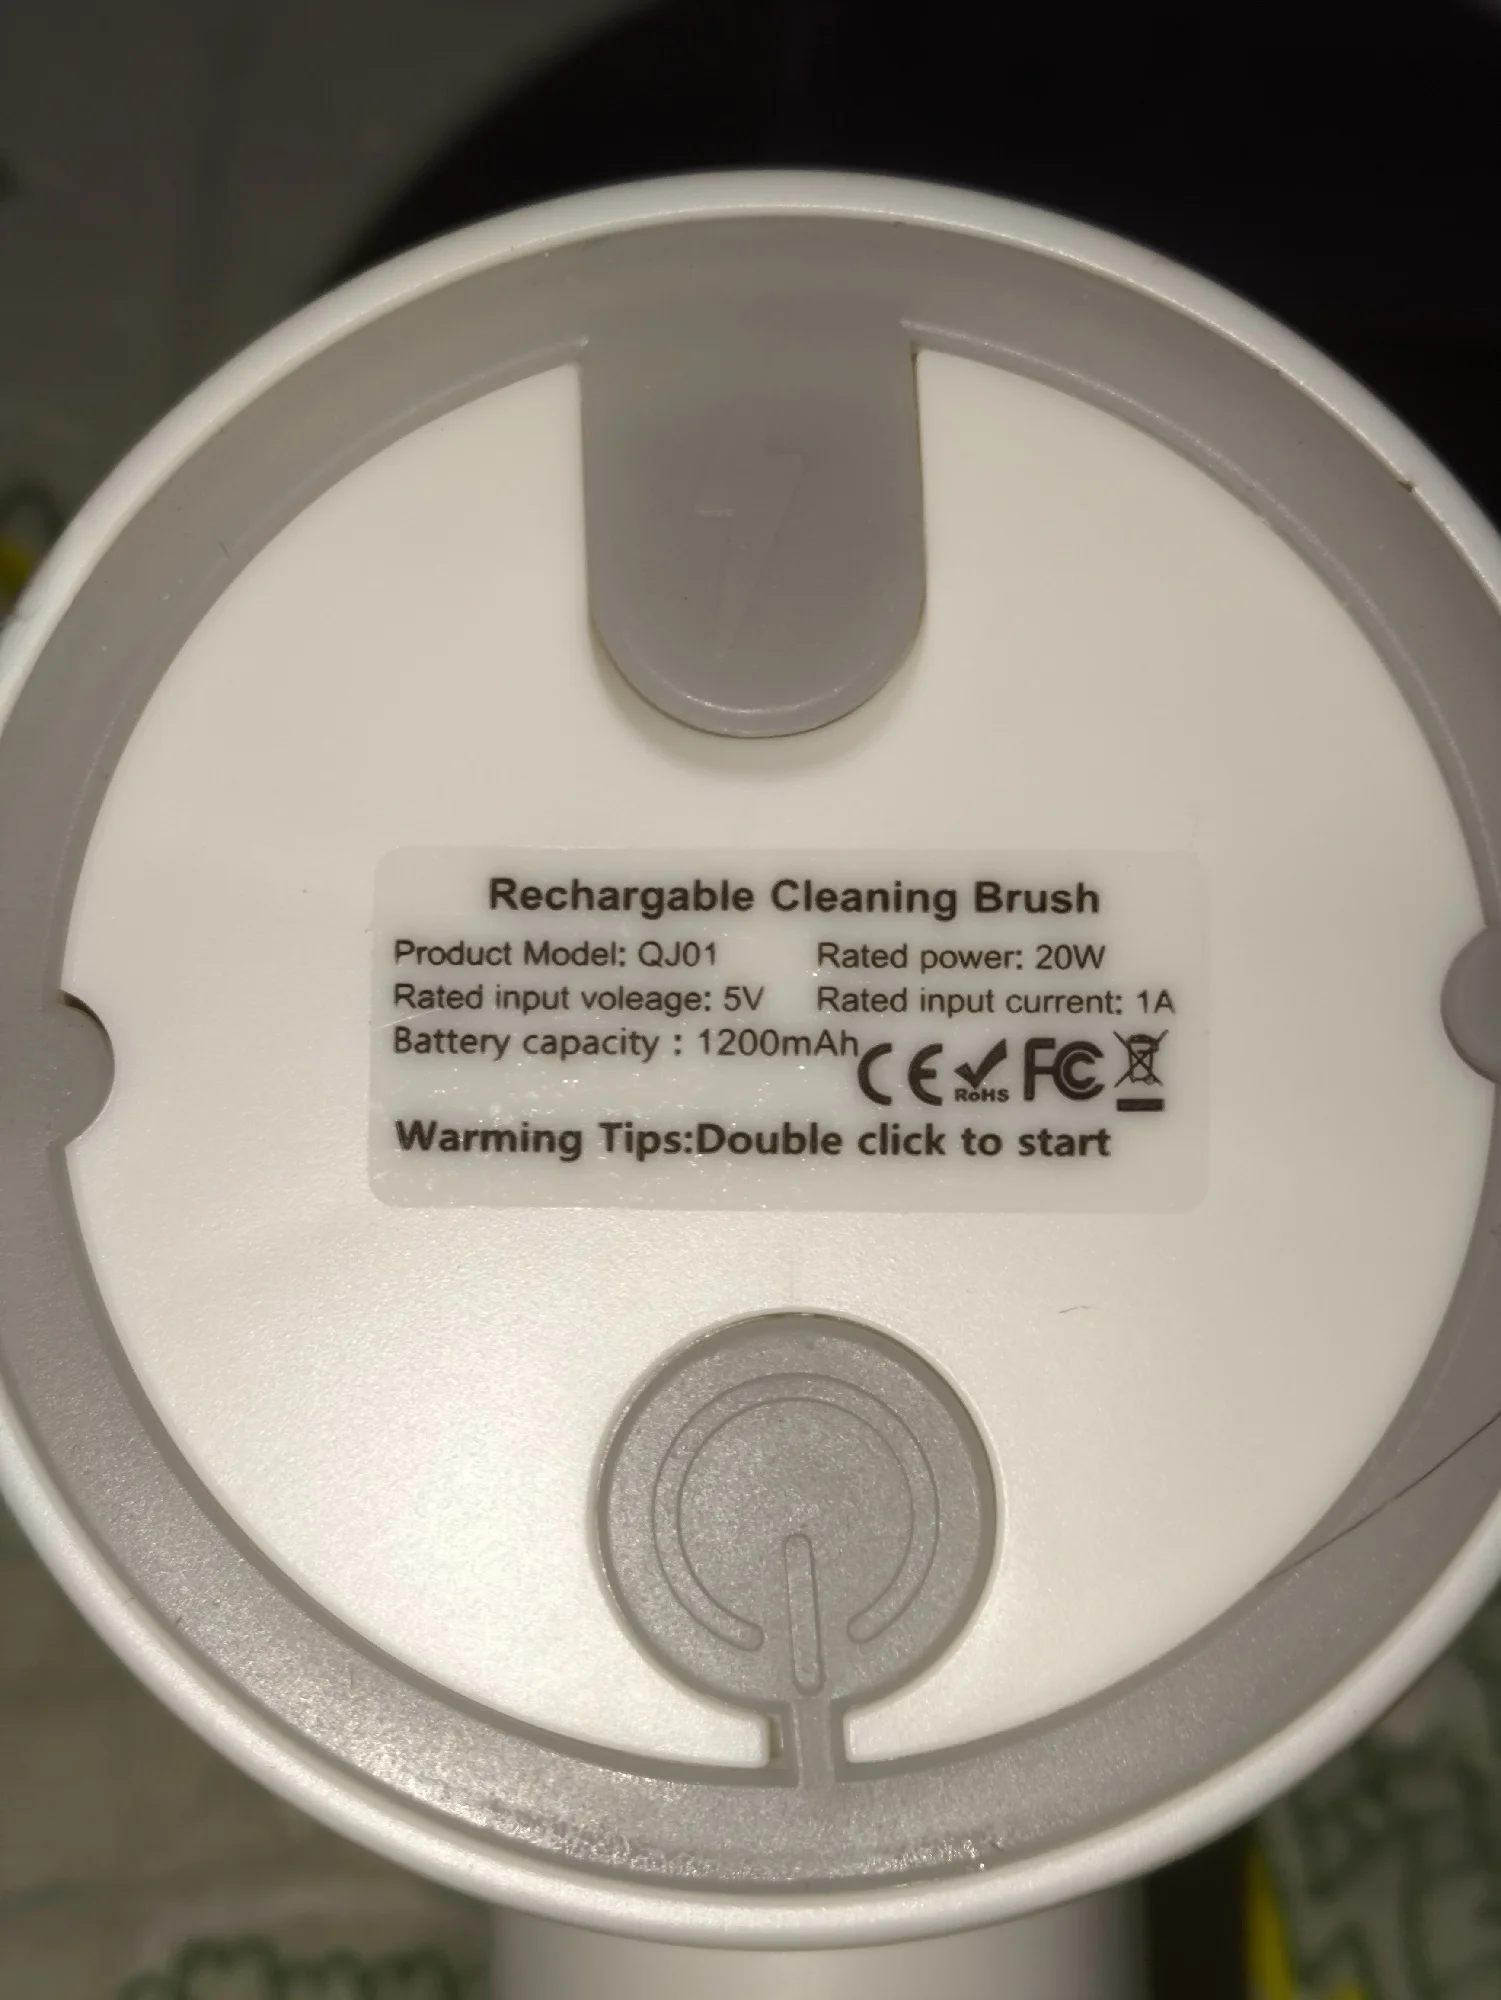 Rechargable Cleaning Brush
Product Model: QJ01 Rated power: 20W
Rated input voleage: 5V Rated input current: 1A
Battery capacity : 1200mAh CE RoHS FC
Warming Tips:Double click to start